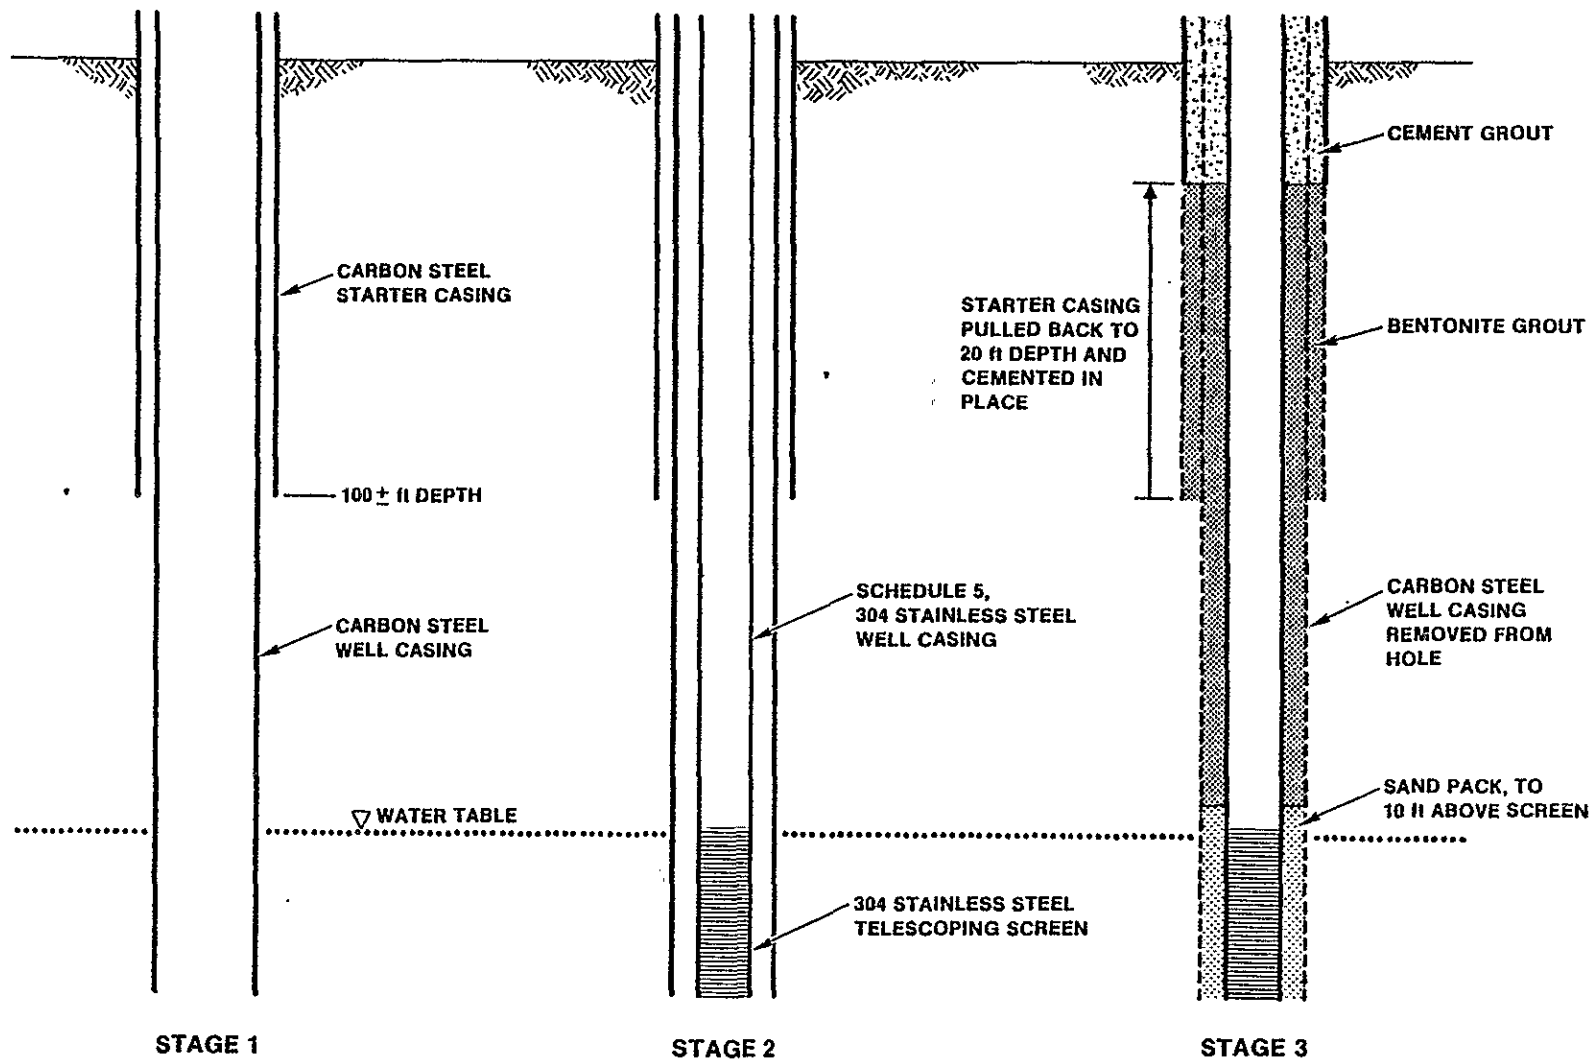 CEMENT GROUT
CARBON STEEL
STARTER CASING
STARTER CASING
PULLED BACK TO
20 ft DEPTH AND
CEMENTED IN
PLACE
BENTONITE GROUT
100 ± ft DEPTH
CARBON STEEL
WELL CASING
SCHEDULE 5,
304 STAINLESS STEEL
WELL CASING
CARBON STEEL
WELL CASING
REMOVED FROM
HOLE
WATER TABLE
SAND PACK, TO
10 ft ABOVE SCREEN
304 STAINLESS STEEL
TELESCOPING SCREEN
STAGE 1
STAGE 2
STAGE 3